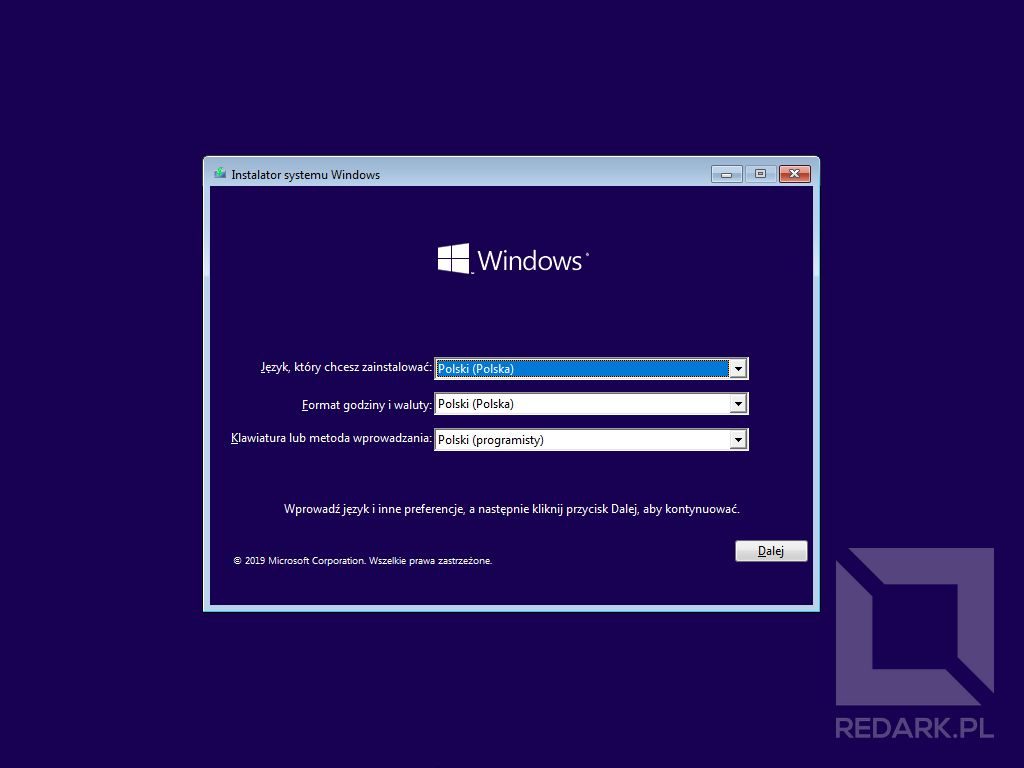 Instalator systemu Windows
Windows
Język, który chcesz zainstalować: Polski (Polska)
Format godziny i waluty: Polski (Polska)
Klawiatura lub metoda wprowadzania: Polski (programisty)
Wprowadź język i inne preferencje, a następnie kliknij przycisk Dalej, aby kontynuować.
© 2019 Microsoft Corporation. Wszelkie prawa zastrzeżone.
Dalej
REDARK.PL